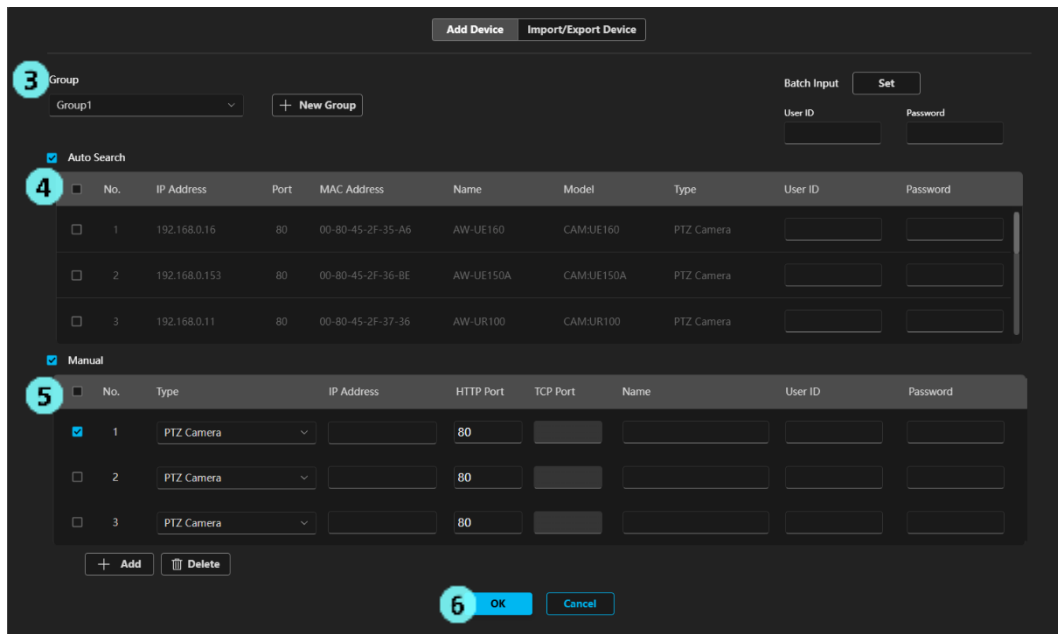 Add Device Import/Export Device
3 Group Batch Input Set
Group1 + New Group User ID Password
Auto Search
4 No. IP Address Port MAC Address Name Model Type User ID Password
1 192.168.0.16 80 00-80-45-2F-35-A6 AW-UE160 CAM:UE160 PTZ Camera
2 192.168.0.153 80 00-80-45-2F-36-BE AW-UE150A CAM:UE150A PTZ Camera
3 192.168.0.11 80 00-80-45-2F-37-36 AW-UR100 CAM:UR100 PTZ Camera
Manual
5 No. Type IP Address HTTP Port TCP Port Name User ID Password
1 PTZ Camera 80
2 PTZ Camera 80
3 PTZ Camera 80
+ Add Delete
6 OK Cancel